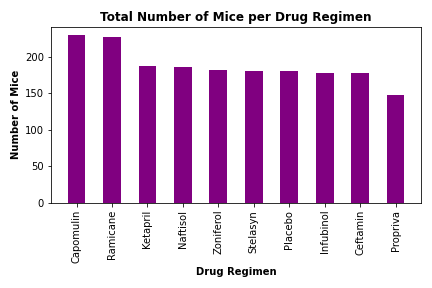 Total Number of Mice per Drug Regimen
Number of Mice
200
150
100
50
0
Capomulin
Ramicane
Ketapril
Naftisol
Zoniferol
Stelasyn
Placebo
Infubinol
Ceftamin
Propriva
Drug Regimen